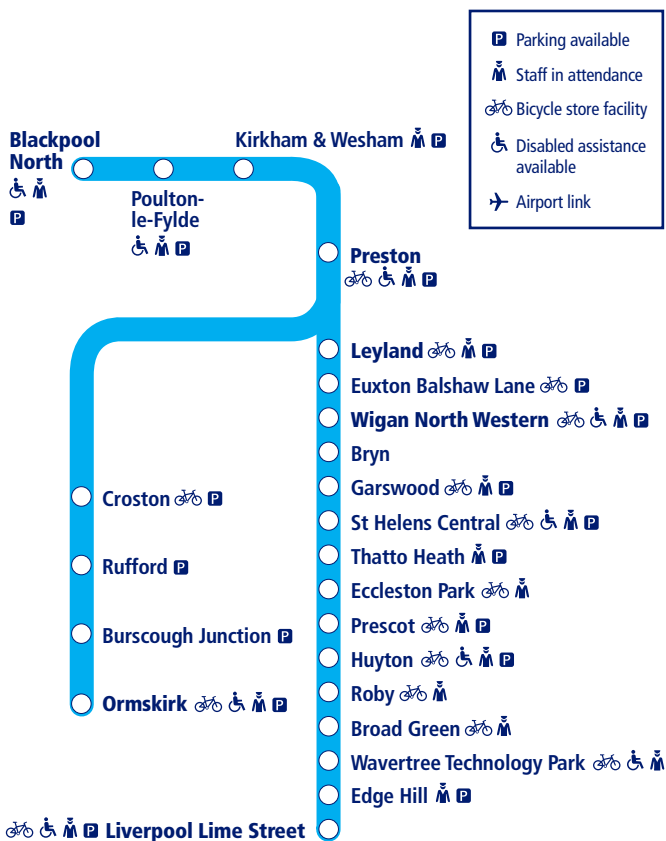 P Parking available
Staff in attendance
Bicycle store facility
Disabled assistance
available
Airport link
Blackpool
North
P
Poulton-
le-Fylde
P
Kirkham & Wesham P
Preston
P
Leyland P
Euxton Balshaw Lane P
Wigan North Western P
Bryn
Garswood P
St Helens Central P
Thatto Heath P
Eccleston Park
Prescot P
Huyton P
Roby
Broad Green
Wavertree Technology Park
Edge Hill P
P Liverpool Lime Street
Croston P
Rufford P
Burscough Junction P
Ormskirk P